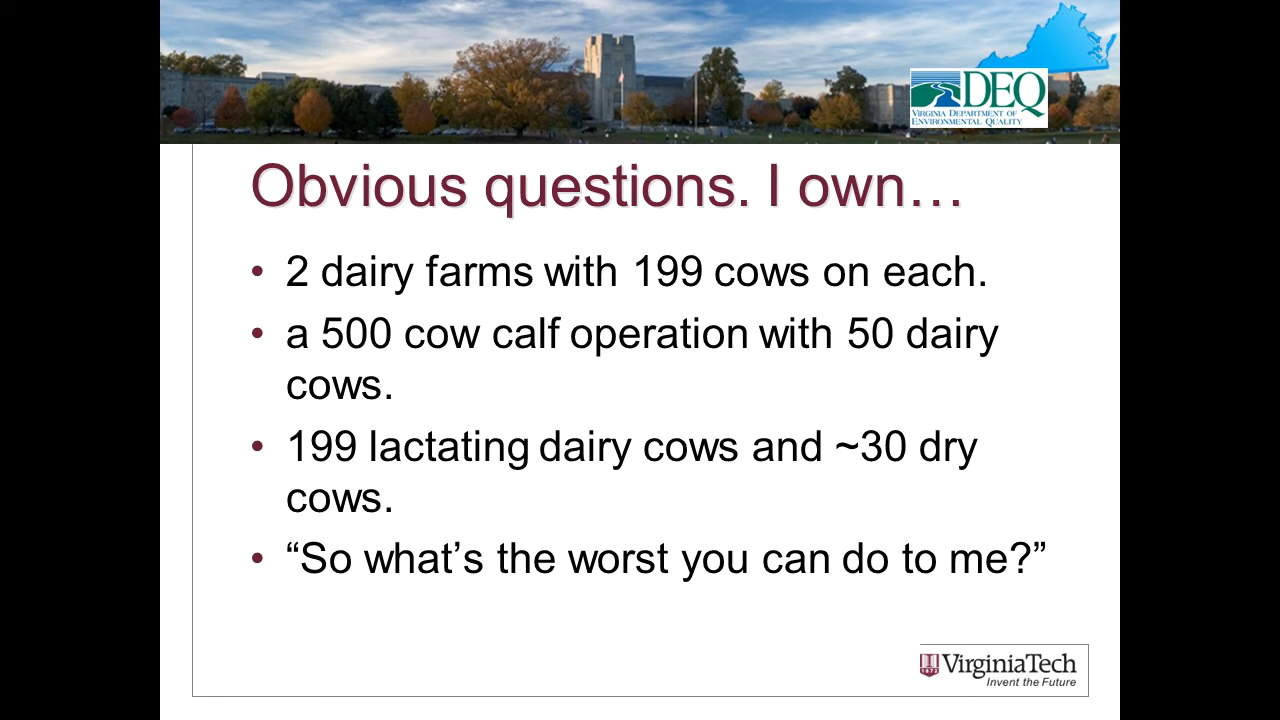 DEQ
VIRGINIA DEPARTMENT OF
ENVIRONMENTAL QUALITY
Obvious questions. I own…
• 2 dairy farms with 199 cows on each.
• a 500 cow calf operation with 50 dairy
cows.
• 199 lactating dairy cows and ~30 dry
cows.
• “So what’s the worst you can do to me?”
1872
VirginiaTech
Invent the Future